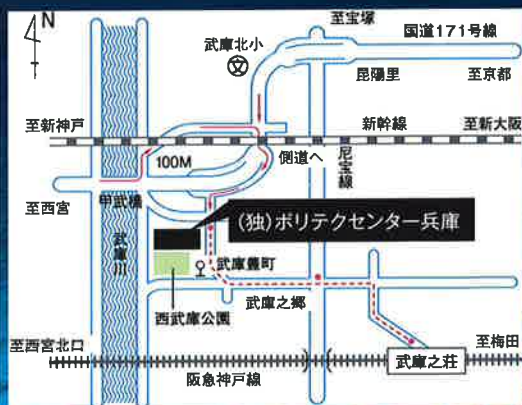 N
至宝塚
国道171号線
武庫北小
文
昆陽里
至京都
至新神戸
新幹線
至新大阪
100M
側道へ
尼宝線
甲武橋
至西宮
(独)ポリテクセンター兵庫
武庫川
武庫豊町
武庫之郷
西武庫公園
至西宮北口
至梅田
武庫之荘
阪急神戸線